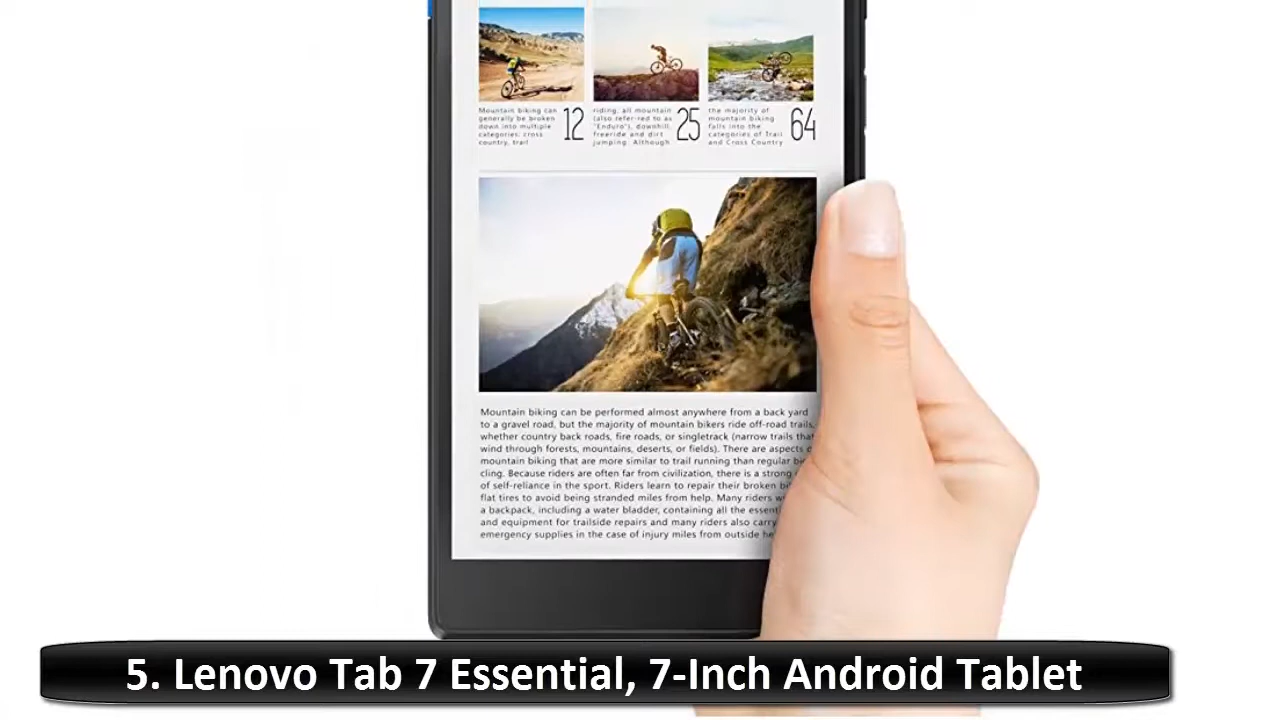 Mountain biking can
generally be broken
down into multiple
categories: cross
country, trail
12
riding, all mountain
(also refer-red to as
"Enduro"), downhill,
freeride and dirt
jumping. Although
25
the majority of
mountain biking
falls into the
categories of Trail
and Cross Country
64
Mountain biking can be performed almost anywhere from a back yard
to a gravel road, but the majority of mountain bikers ride off-road trails,
whether country back roads, fire roads, or singletrack (narrow trails that
wind through forests, mountains, deserts, or fields). There are aspects
mountain biking that are more similar to trail running than regular
cling. Because riders are often far from civilization, there is a strong
of self-reliance in the sport. Riders learn to repair their broken
flat tires to avoid being stranded miles from help. Many riders
a backpack, including a water bladder, containing all the
and equipment for trailside repairs and many riders also carry
emergency supplies in the case of injury miles from outside
5. Lenovo Tab 7 Essential, 7-Inch Android Tablet